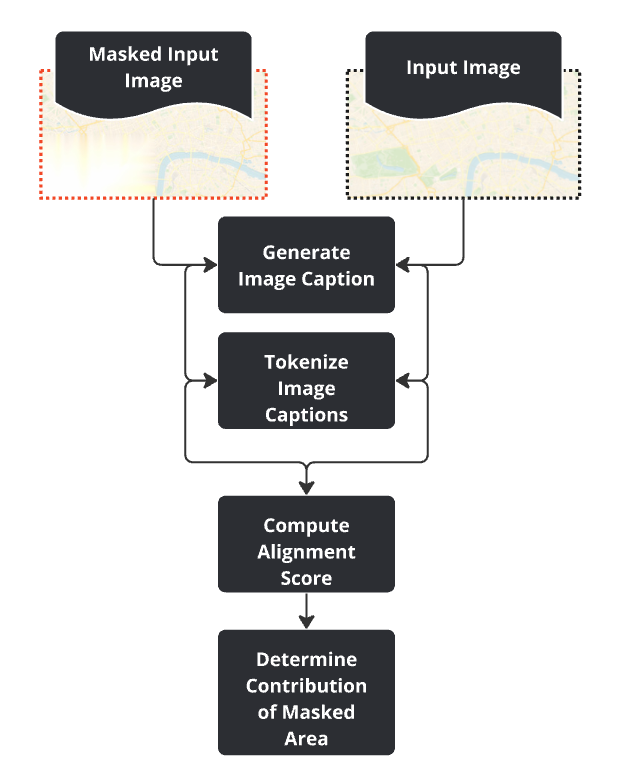 Masked Input
Image
Input Image
Generate
Image Caption
Tokenize
Image
Captions
Compute
Alignment
Score
Determine
Contribution
of Masked
Area